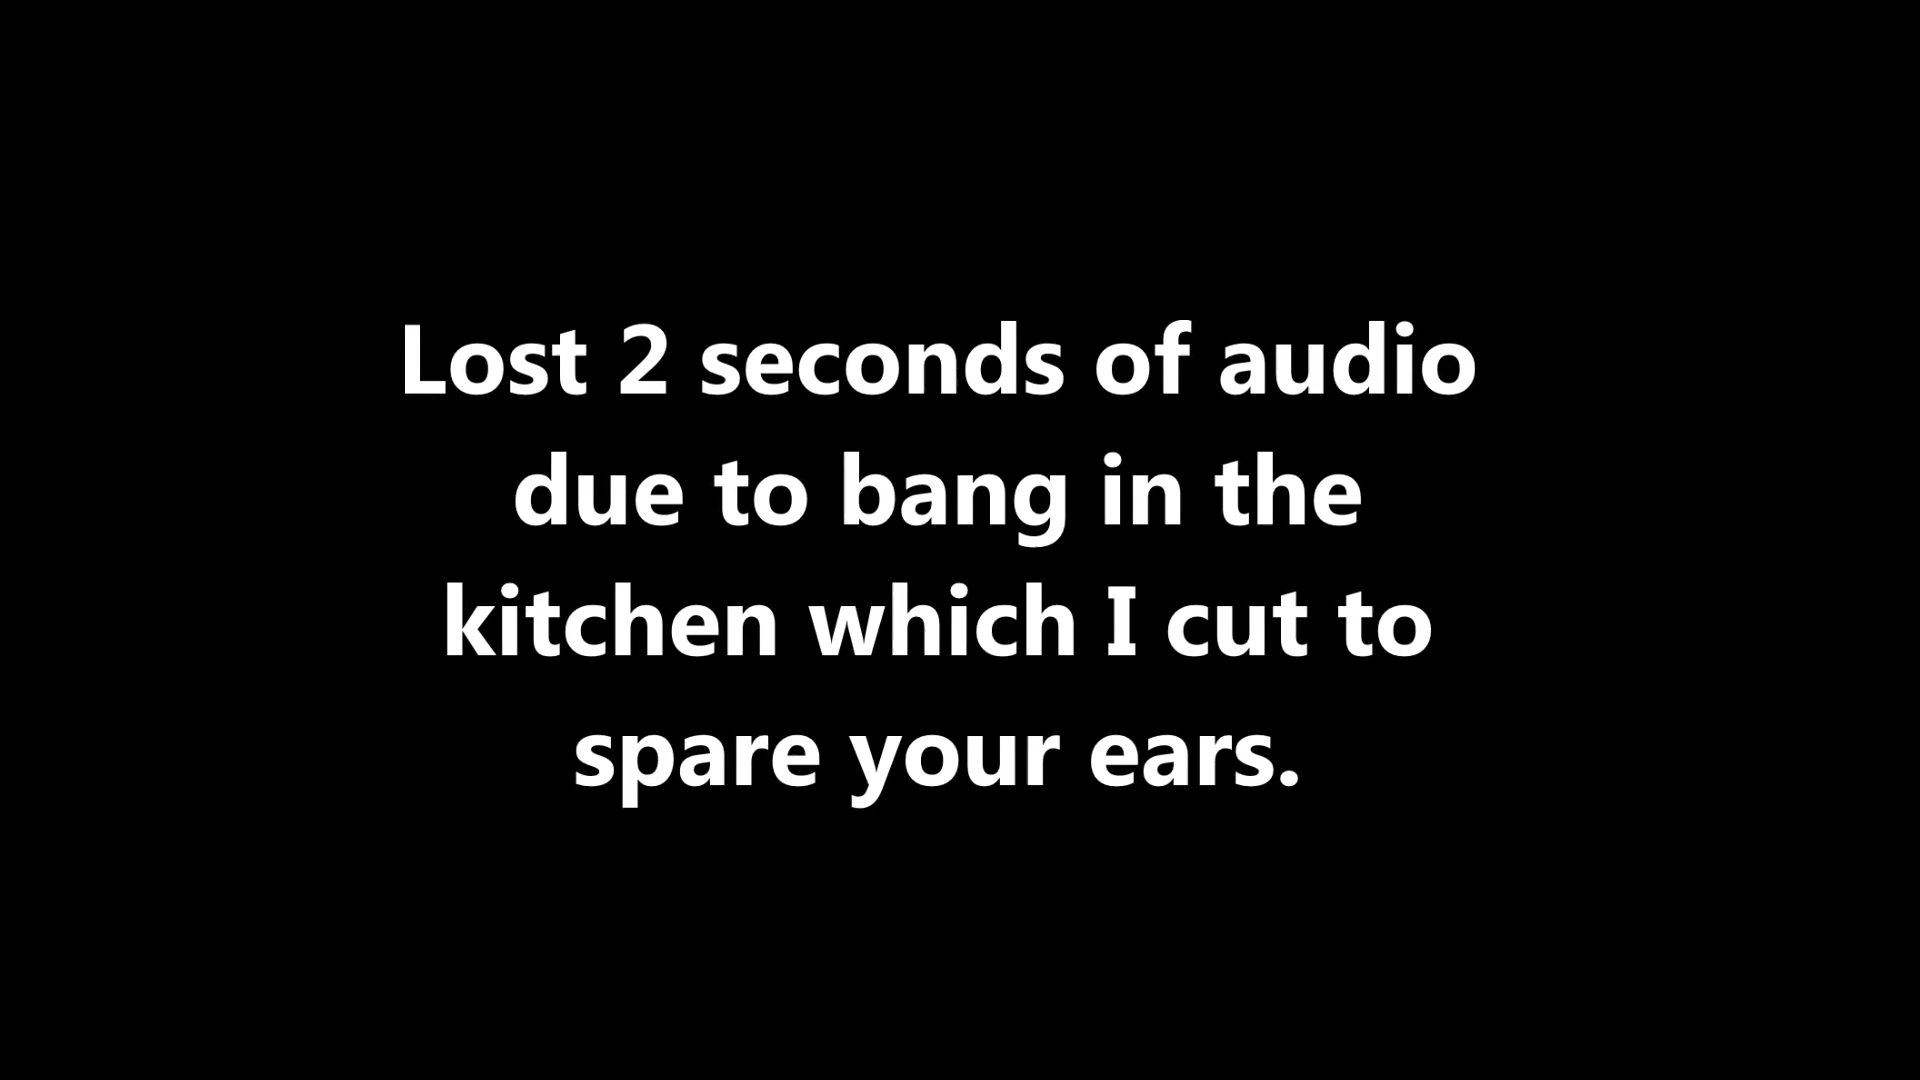 Lost 2 seconds of audio
due to bang in the
kitchen which I cut to
spare your ears.